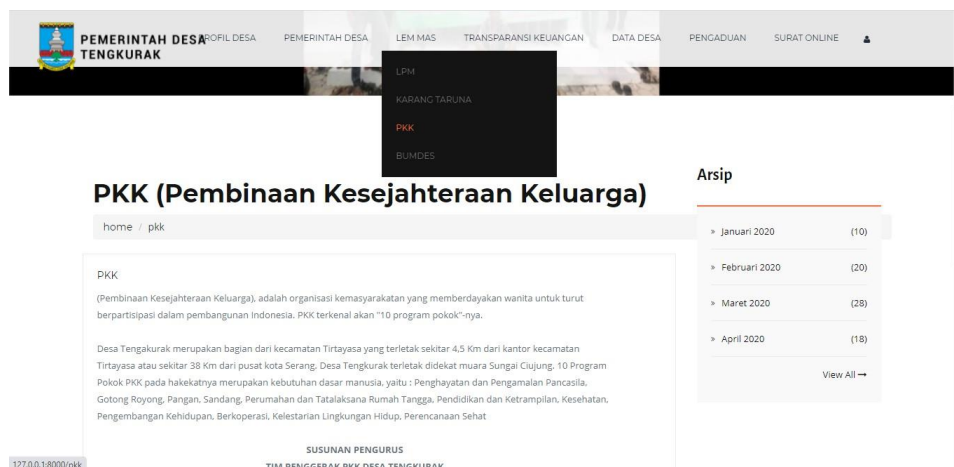 PEMERINTAH DESA
TENGKURAK
PROFIL DESA PEMERINTAH DESA LEM MAS TRANSPARANSI KEUANGAN DATA DESA PENGADUAN SURAT ONLINE
LPM
KARANG TARUNA
PKK
BUMDES
PKK (Pembinaan Kesejahteraan Keluarga)
home / pkk
PKK
(Pembinaan Kesejahteraan Keluarga), adalah organisasi kemasyarakatan yang memberdayakan wanita untuk turut
berpartisipasi dalam pembangunan Indonesia. PKK terkenal akan "10 program pokok"-nya.
Desa Tengakurak merupakan bagian dari kecamatan Tirtayasa yang terletak sekitar 4,5 Km dari kantor kecamatan
Tirtayasa atau sekitar 38 Km dari pusat kota Serang. Desa Tengkurak terletak didekat muara Sungai Ciujung. 10 Program
Pokok PKK pada hakekatnya merupakan kebutuhan dasar manusia, yaitu : Penghayatan dan Pengamalan Pancasila,
Gotong Royong, Pangan, Sandang, Perumahan dan Tatalaksana Rumah Tangga, Pendidikan dan Ketrampilan, Kesehatan,
Pengembangan Kehidupan, Berkoperasi, Kelestarian Lingkungan Hidup, Perencanaan Sehat
SUSUNAN PENGURUS
TIM PENGGERAK PKK DESA TENGKURAK
Arsip
» Januari 2020 (10)
» Februari 2020 (20)
» Maret 2020 (28)
» April 2020 (18)
View All →
127.0.0.1:8000/pkk